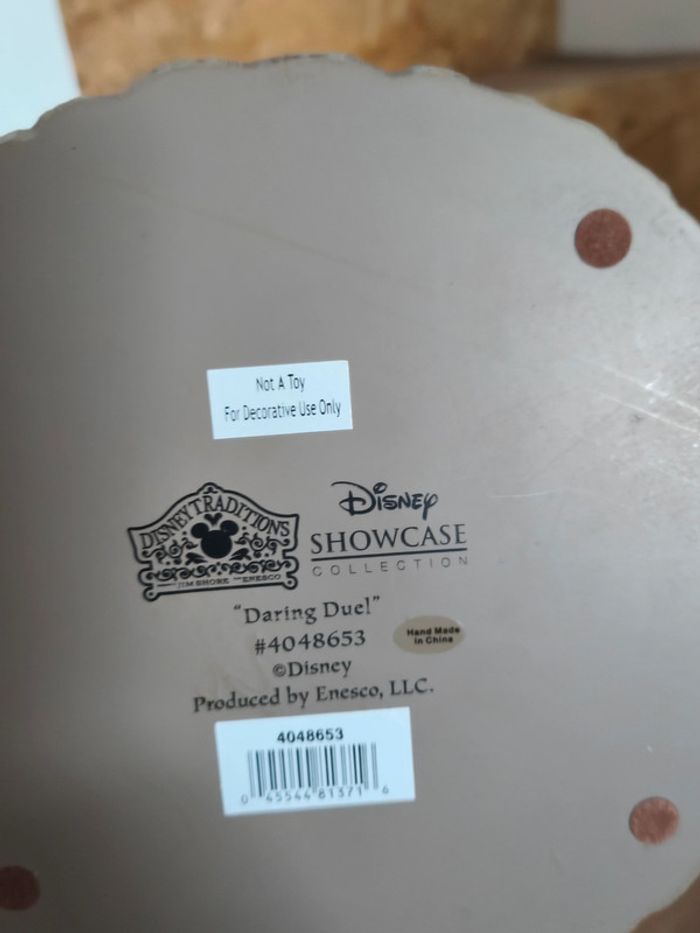 Not A Toy
For Decorative Use Only
DISNEY TRADITIONS
JIM SHORE ENESCO
Disney
SHOWCASE
COLLECTION
"Daring Duel"
#4048653
Hand Made
in China
©Disney
Produced by Enesco, LLC.
4048653
0 45544 81371 6